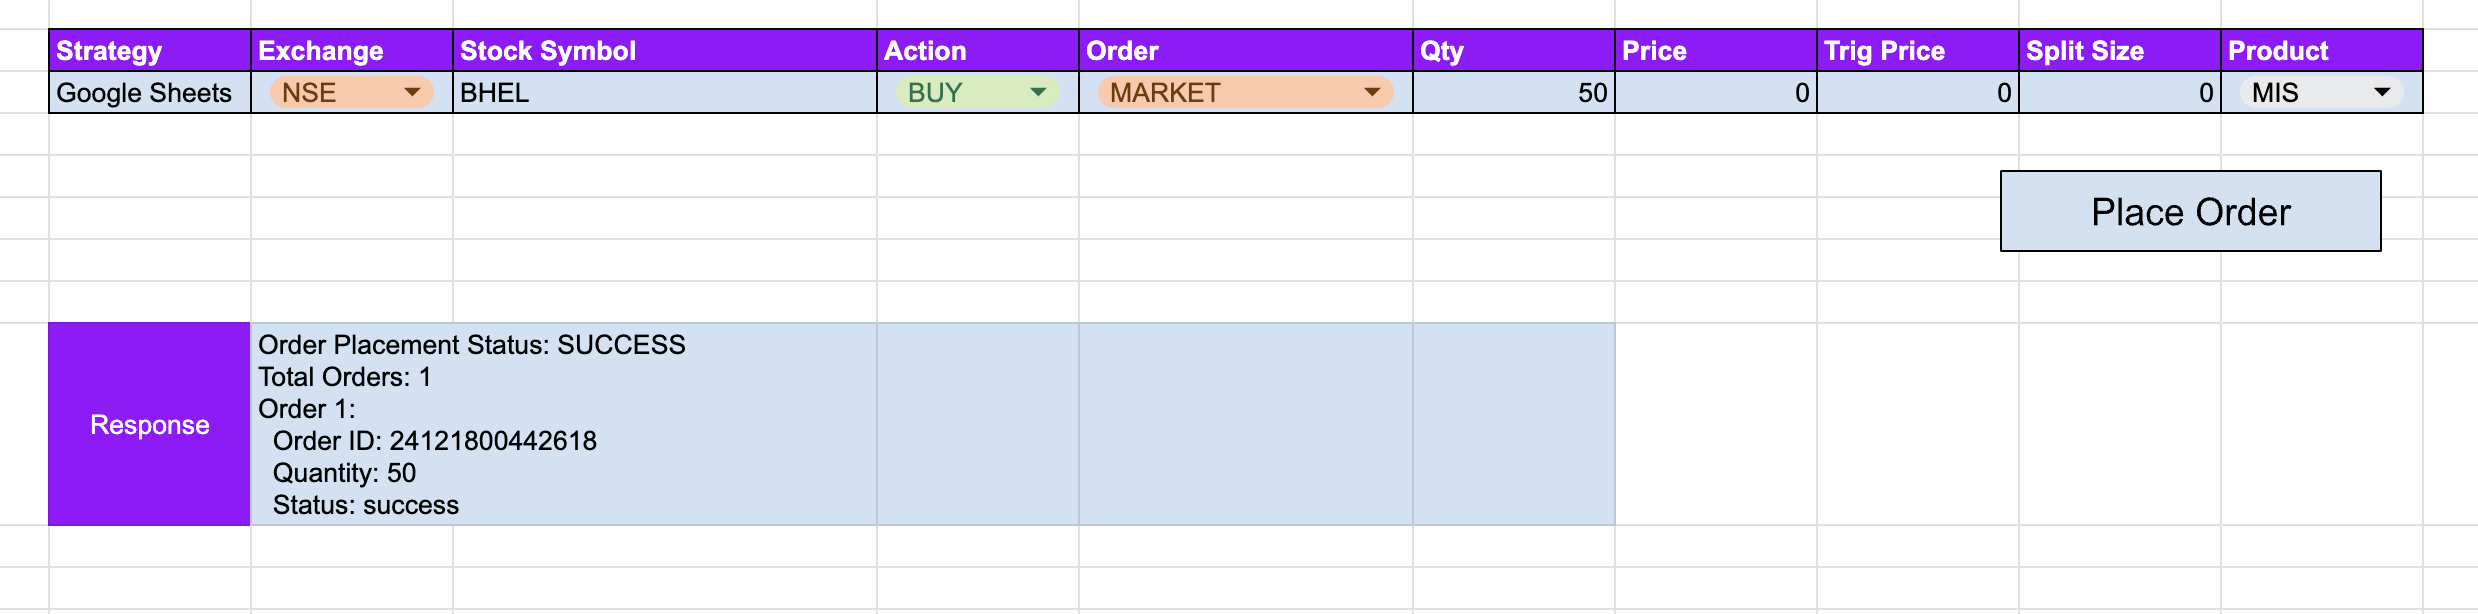 Strategy Exchange Stock Symbol Action Order Qty Price Trig Price Split Size Product
Google Sheets NSE BHEL BUY MARKET 50 0 0 0 MIS
Place Order
Response
Order Placement Status: SUCCESS
Total Orders: 1
Order 1:
Order ID: 24121800442618
Quantity: 50
Status: success